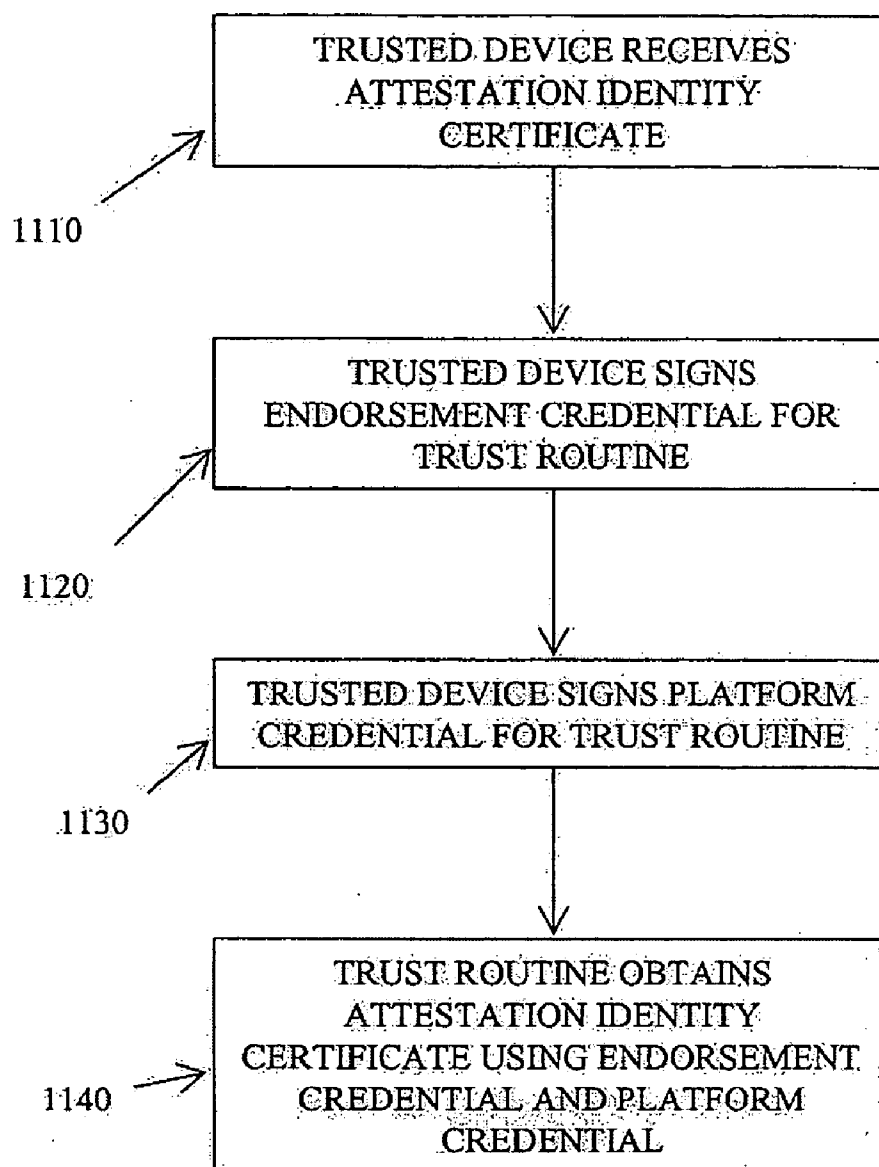 TRUSTED DEVICE RECEIVES
ATTESTATION IDENTITY
CERTIFICATE
1110
TRUSTED DEVICE SIGNS
ENDORSEMENT CREDENTIAL FOR
TRUST ROUTINE
1120
TRUSTED DEVICE SIGNS PLATFORM
CREDENTIAL FOR TRUST ROUTINE
1130
TRUST ROUTINE OBTAINS
ATTESTATION IDENTITY
CERTIFICATE USING ENDORSEMENT
CREDENTIAL AND PLATFORM
CREDENTIAL
1140